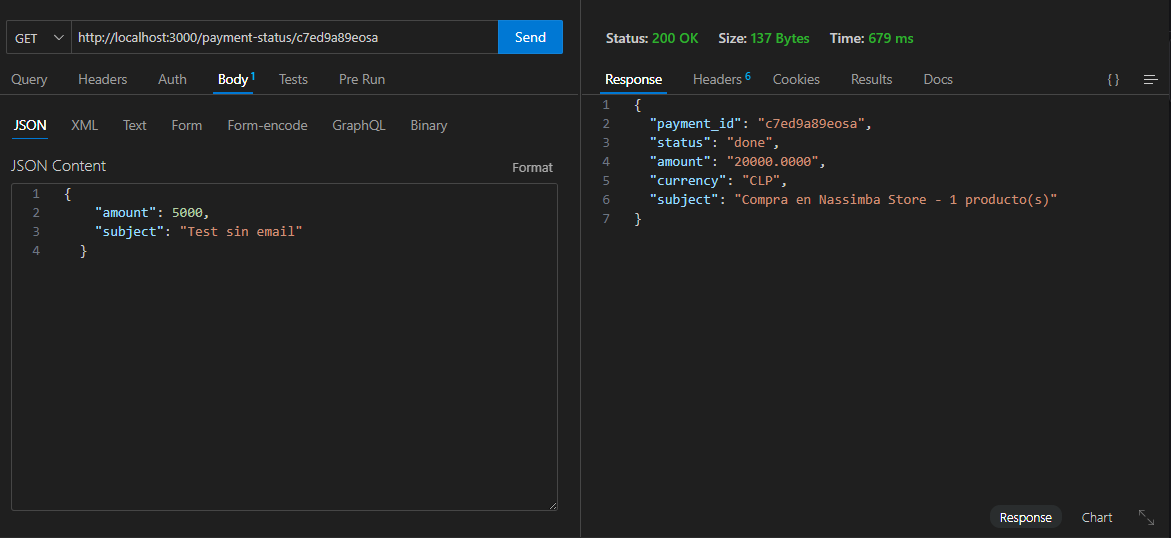 GET http://localhost:3000/payment-status/c7ed9a89eosa Send
Query Headers Auth Body 1 Tests Pre Run
JSON XML Text Form Form-encode GraphQL Binary
JSON Content Format
1 {
2 "amount": 5000,
3 "subject": "Test sin email"
4 }
Status: 200 OK Size: 137 Bytes Time: 679 ms
Response Headers 6 Cookies Results Docs {}
1 {
2 "payment_id": "c7ed9a89eosa",
3 "status": "done",
4 "amount": "20000.0000",
5 "currency": "CLP",
6 "subject": "Compra en Nassimba Store - 1 producto(s)"
7 }
Response Chart